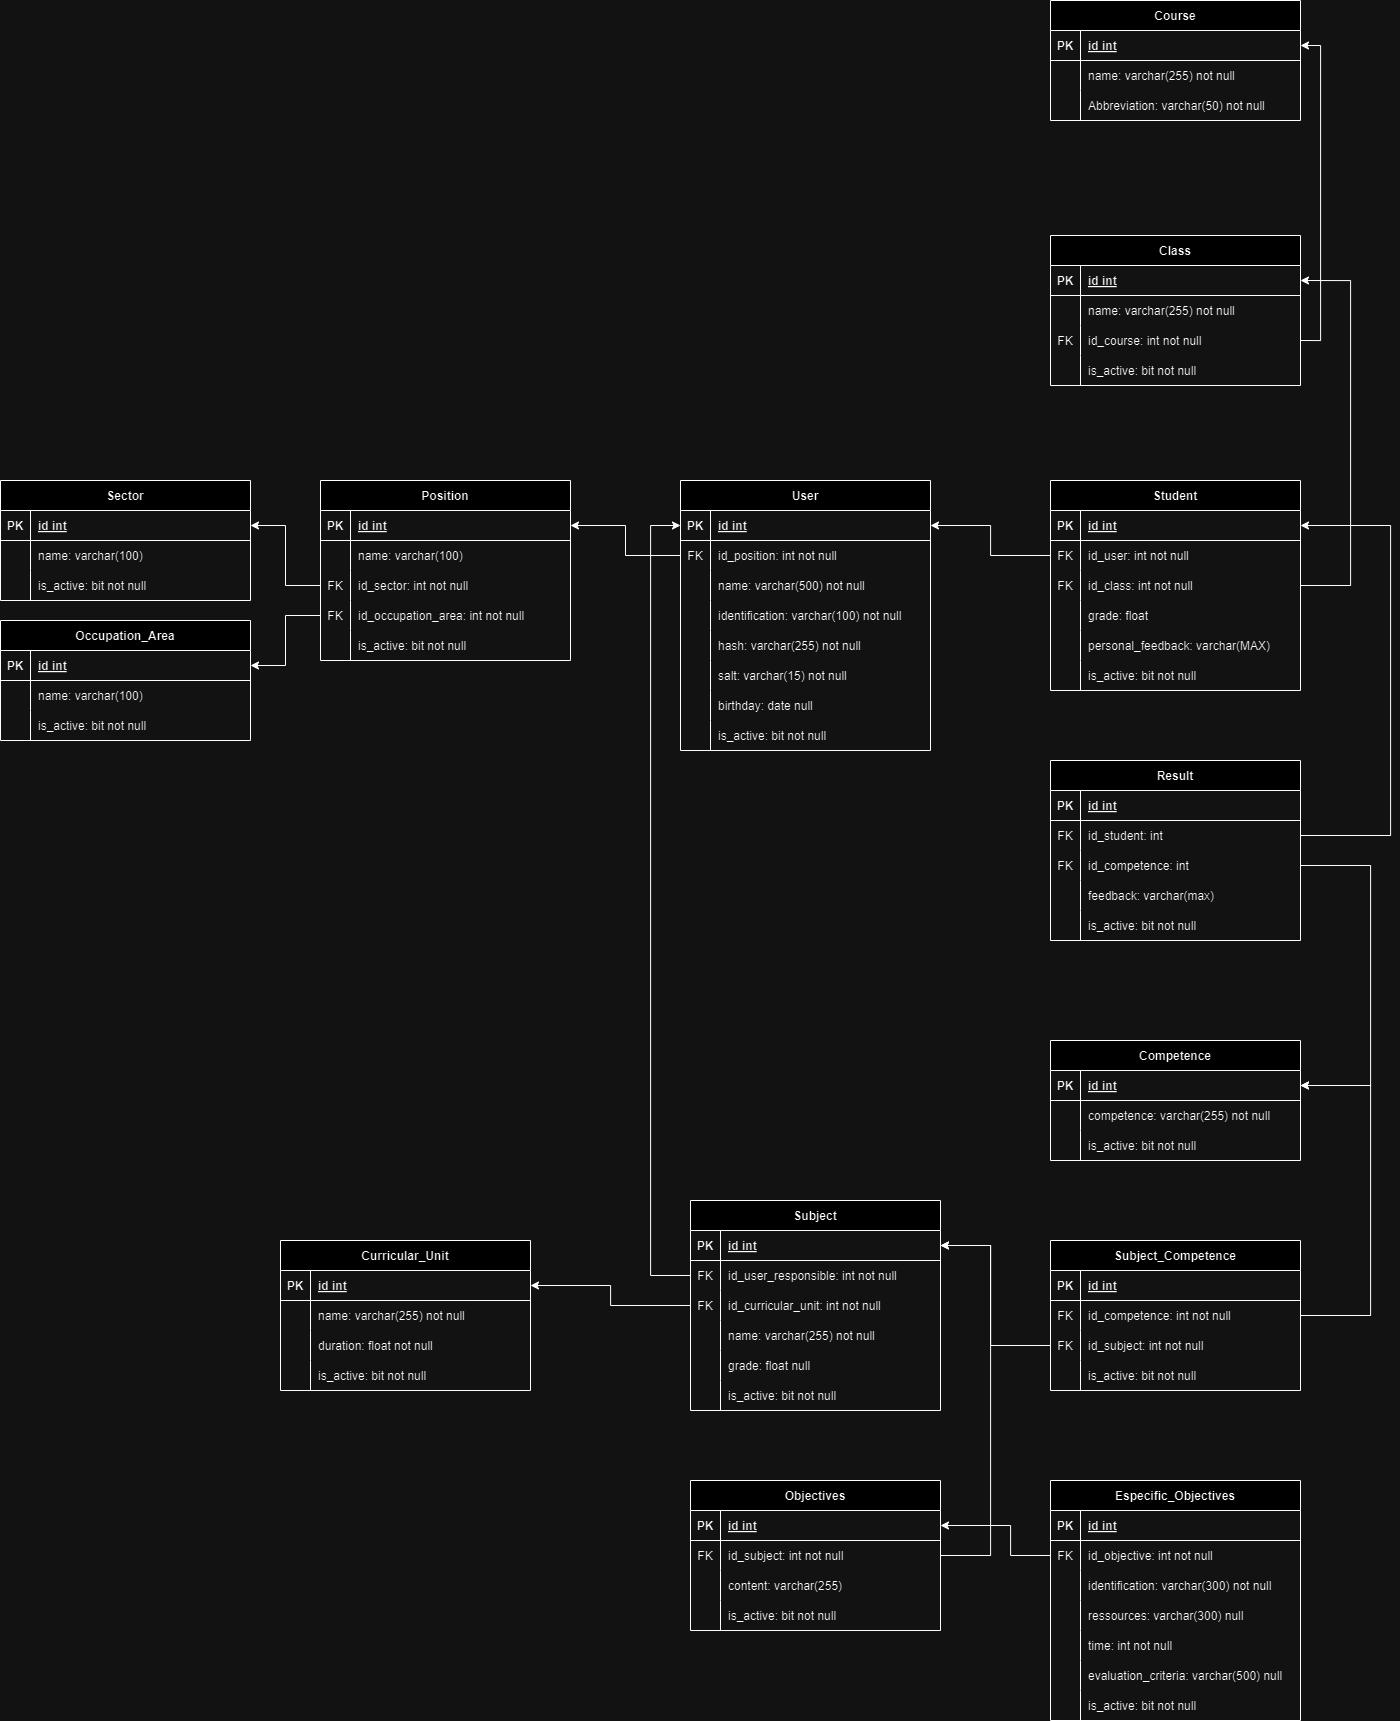 Course
PK id int
name: varchar(255) not null
Abbreviation: varchar(50) not null
Class
PK id int
name: varchar(255) not null
FK id_course: int not null
is_active: bit not null
Sector
PK id int
name: varchar(100)
is_active: bit not null
Occupation_Area
PK id int
name: varchar(100)
is_active: bit not null
Position
PK id int
name: varchar(100)
FK id_sector: int not null
FK id_occupation_area: int not null
is_active: bit not null
User
PK id int
FK id_position: int not null
name: varchar(500) not null
identification: varchar(100) not null
hash: varchar(255) not null
salt: varchar(15) not null
birthday: date null
is_active: bit not null
Student
PK id int
FK id_user: int not null
FK id_class: int not null
grade: float
personal_feedback: varchar(MAX)
is_active: bit not null
Result
PK id int
FK id_student: int
FK id_competence: int
feedback: varchar(max)
is_active: bit not null
Competence
PK id int
competence: varchar(255) not null
is_active: bit not null
Curricular_Unit
PK id int
name: varchar(255) not null
duration: float not null
is_active: bit not null
Subject
PK id int
FK id_user_responsible: int not null
FK id_curricular_unit: int not null
name: varchar(255) not null
grade: float null
is_active: bit not null
Subject_Competence
PK id int
FK id_competence: int not null
FK id_subject: int not null
is_active: bit not null
Objectives
PK id int
FK id_subject: int not null
content: varchar(255)
is_active: bit not null
Especific_Objectives
PK id int
FK id_objective: int not null
identification: varchar(300) not null
ressources: varchar(300) null
time: int not null
evaluation_criteria: varchar(500) null
is_active: bit not null